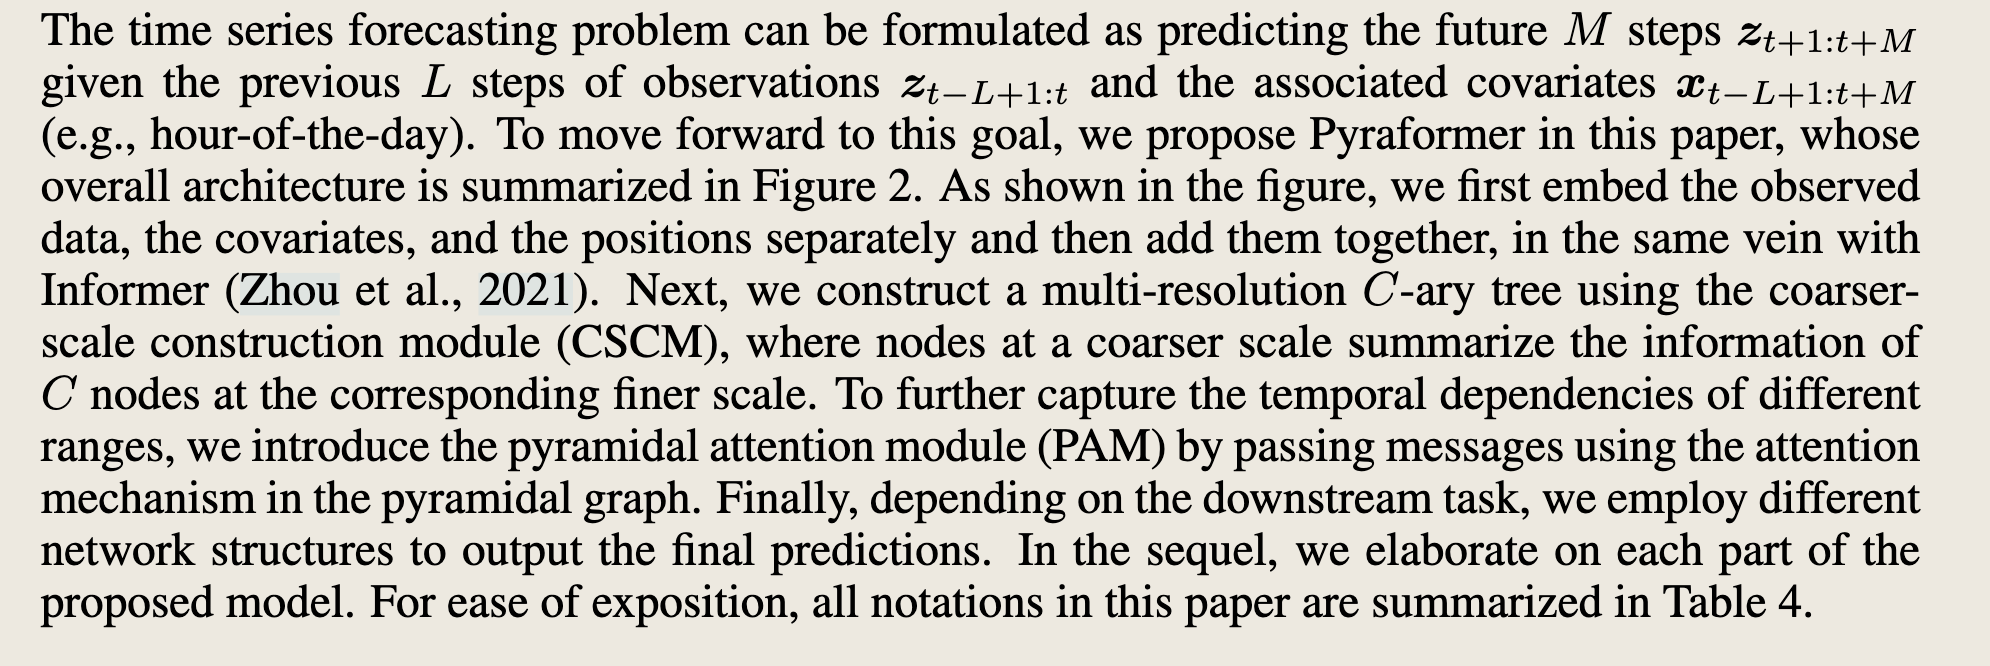 The time series forecasting problem can be formulated as predicting the future M steps z_{t+1:t+M}
given the previous L steps of observations z_{t−L+1:t} and the associated covariates x_{t−L+1:t+M}
(e.g., hour-of-the-day). To move forward to this goal, we propose Pyraformer in this paper, whose
overall architecture is summarized in Figure 2. As shown in the figure, we first embed the observed
data, the covariates, and the positions separately and then add them together, in the same vein with
Informer (Zhou et al., 2021). Next, we construct a multi-resolution C-ary tree using the coarser-
scale construction module (CSCM), where nodes at a coarser scale summarize the information of
C nodes at the corresponding finer scale. To further capture the temporal dependencies of different
ranges, we introduce the pyramidal attention module (PAM) by passing messages using the attention
mechanism in the pyramidal graph. Finally, depending on the downstream task, we employ different
network structures to output the final predictions. In the sequel, we elaborate on each part of the
proposed model. For ease of exposition, all notations in this paper are summarized in Table 4.